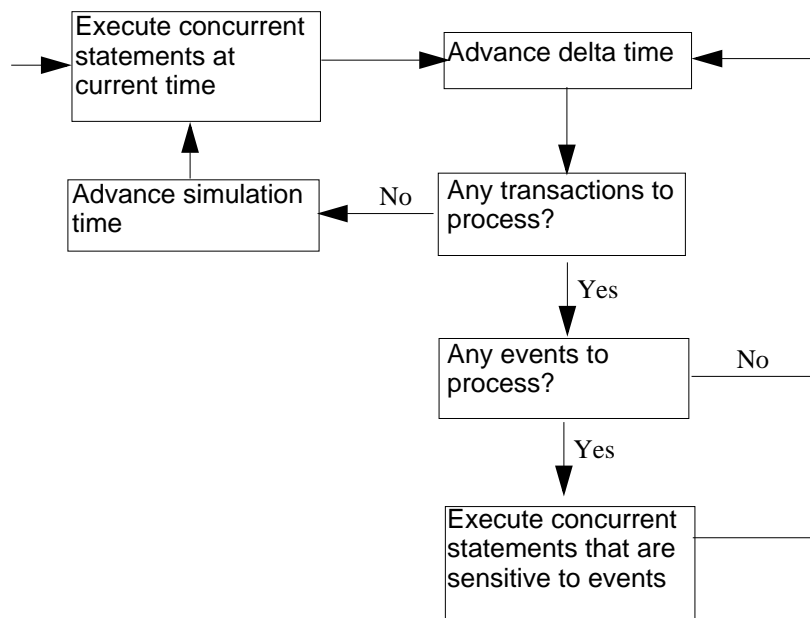 Execute concurrent
statements at
current time
Advance delta time
Advance simulation
time
No
Any transactions to
process?
Yes
Any events to
process?
No
Yes
Execute concurrent
statements that are
sensitive to events